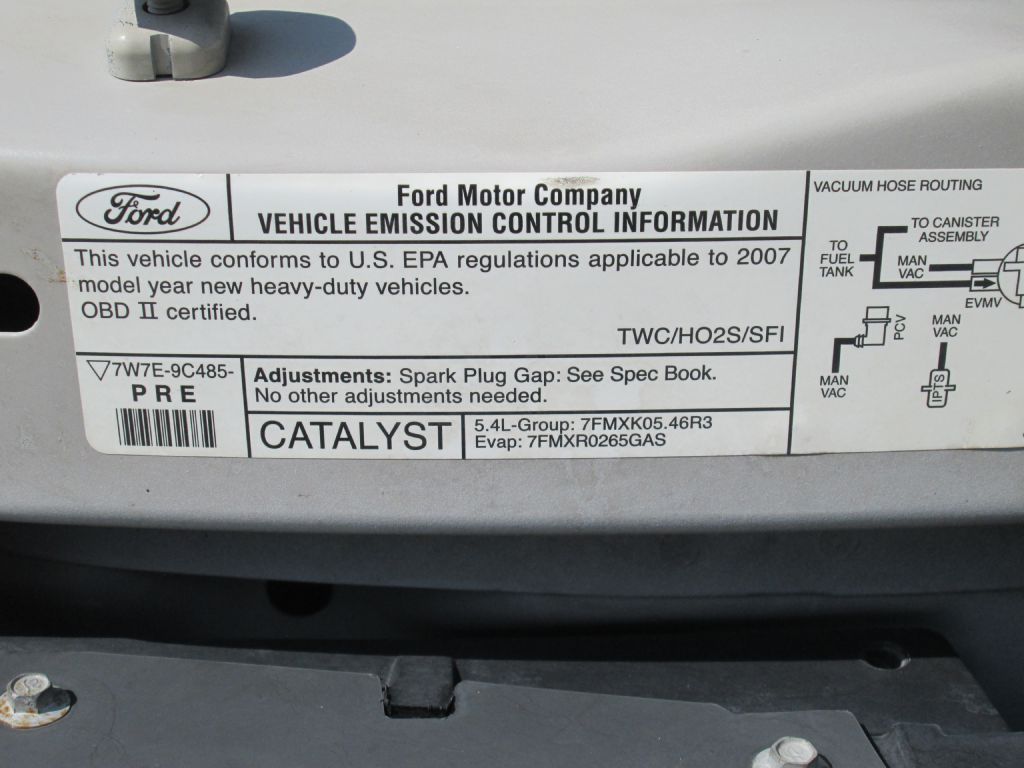 Ford
Ford Motor Company
VEHICLE EMISSION CONTROL INFORMATION
This vehicle conforms to U.S. EPA regulations applicable to 2007
model year new heavy-duty vehicles.
OBD II certified.
TWC/HO2S/SFI
7W7E-9C485-
PRE
Adjustments: Spark Plug Gap: See Spec Book.
No other adjustments needed.
CATALYST
5.4L-Group: 7FMXK05.46R3
Evap: 7FMXR0265GAS
VACUUM HOSE ROUTING
TO CANISTER
ASSEMBLY
TO
FUEL
TANK
MAN
VAC
EVMV
PCV
MAN
VAC
MAN
VAC
IPTS